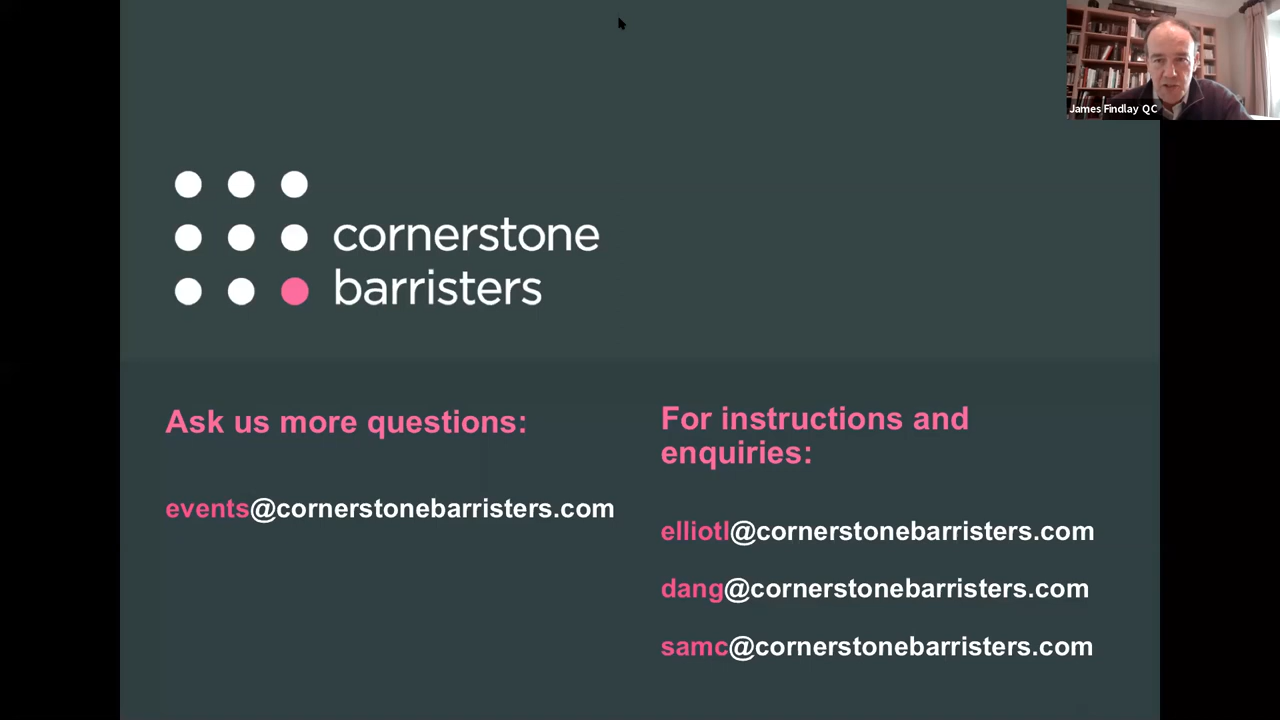 James Findlay QC
cornerstone
barristers
Ask us more questions:
events@cornerstonebarristers.com
For instructions and
enquiries:
elliotl@cornerstonebarristers.com
dang@cornerstonebarristers.com
samc@cornerstonebarristers.com